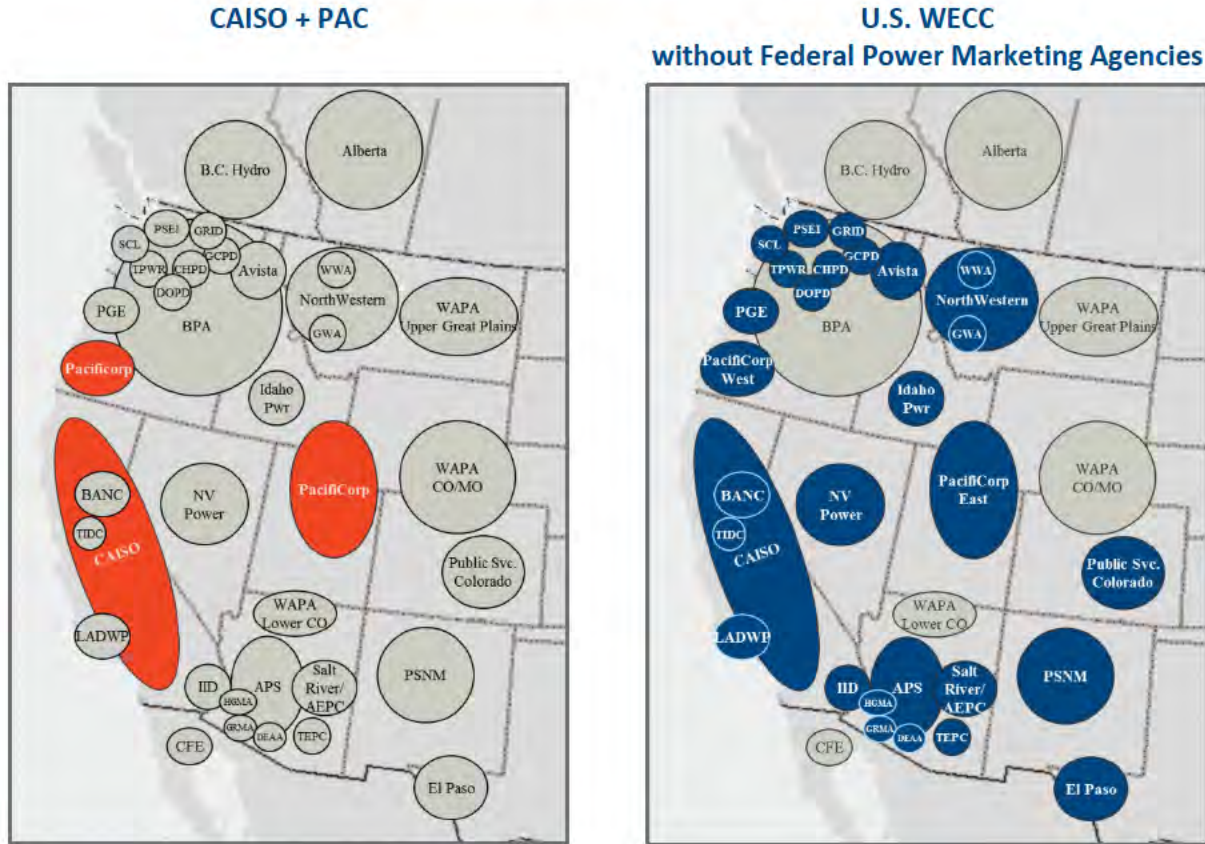 CAISO + PAC
B.C. Hydro
Alberta
PSEI
GRID
SCL
GCPD
TPWR
CHPD
Avista
DOPD
WWA
NorthWestern
GWA
WAPA
Upper Great Plains
PGE
BPA
Pacificorp
Idaho
Pwr
BANC
TIDC
CAISO
LADWP
NV
Power
PacifiCorp
WAPA
CO/MO
Public Svc.
Colorado
WAPA
Lower CO
IID
APS
HGMA
GRMA
DEAA
Salt
River/
AEPC
TEPC
PSNM
CFE
El Paso
U.S. WECC
without Federal Power Marketing Agencies
B.C. Hydro
Alberta
PSEI
GRID
SCL
GCPD
TPWR
CHPD
Avista
DOPD
WWA
NorthWestern
GWA
WAPA
Upper Great Plains
PGE
BPA
PacifiCorp
West
Idaho
Pwr
BANC
TIDC
CAISO
LADWP
NV
Power
PacifiCorp
East
WAPA
CO/MO
Public Svc.
Colorado
WAPA
Lower CO
IID
APS
HGMA
GRMA
DEAA
Salt
River/
AEPC
TEPC
PSNM
CFE
El Paso